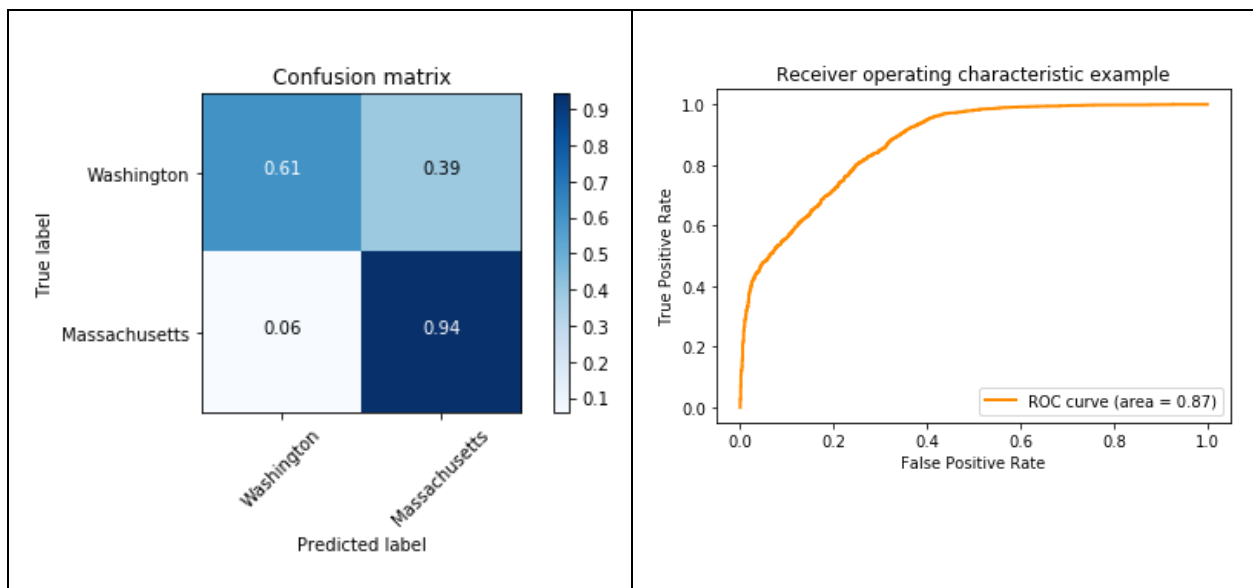 Confusion matrix
True label
Washington
0.61
0.39
Massachusetts
0.06
0.94
Washington
Massachusetts
Predicted label
0.9
0.8
0.7
0.6
0.5
0.4
0.3
0.2
0.1
Receiver operating characteristic example
True Positive Rate
1.0
0.8
0.6
0.4
0.2
0.0
ROC curve (area = 0.87)
0.0
0.2
0.4
0.6
0.8
1.0
False Positive Rate